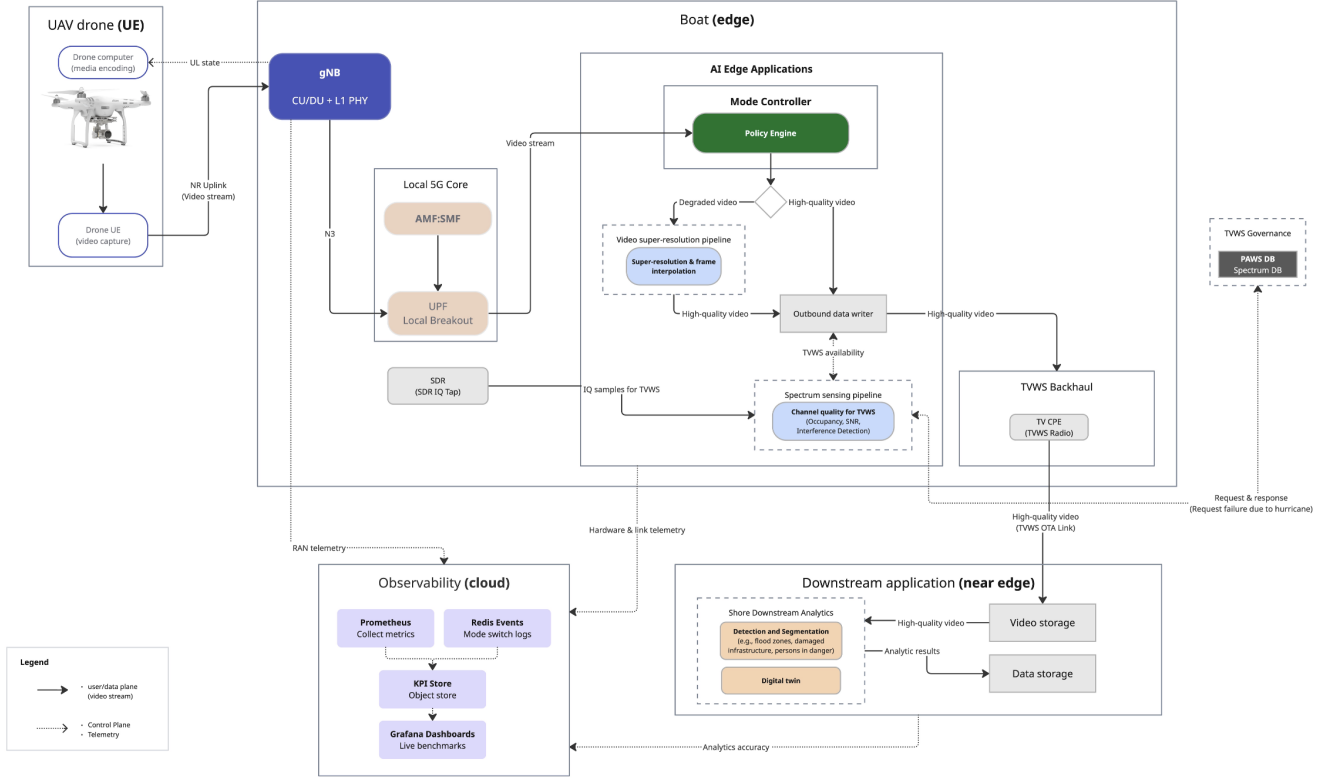 UAV drone (UE)
Drone computer
(media encoding)
UL state
Drone UE
(video capture)
NR Uplink
(Video stream)
Boat (edge)
gNB
CU/DU + L1 PHY
N3
Local 5G Core
AMF:SMF
UPF
Local Breakout
Video stream
SDR
(SDR IQ Tap)
IQ samples for TVWS
AI Edge Applications
Mode Controller
Policy Engine
Degraded video
High-quality video
Video super-resolution pipeline
Super-resolution & frame
interpolation
High-quality video
Outbound data writer
High-quality video
TVWS availability
Spectrum sensing pipeline
Channel quality for TVWS
(Occupancy, SNR,
Interference Detection)
TVWS Backhaul
TV CPE
(TVWS Radio)
TVWS Governance
PAWS DB
Spectrum DB
Request & response
(Request failure due to hurricane)
High-quality video
(TVWS OTA Link)
Hardware & link telemetry
RAN telemetry
Observability (cloud)
Prometheus
Collect metrics
Redis Events
Mode switch logs
KPI Store
Object store
Grafana Dashboards
Live benchmarks
Downstream application (near edge)
Shore Downstream Analytics
Detection and Segmentation
(e.g., flood zones, damaged
infrastructure, persons in danger)
Digital twin
High-quality video
Video storage
Analytic results
Data storage
Analytics accuracy
Legend
• user/data plane
(video stream)
• Control Plane
• Telemetry